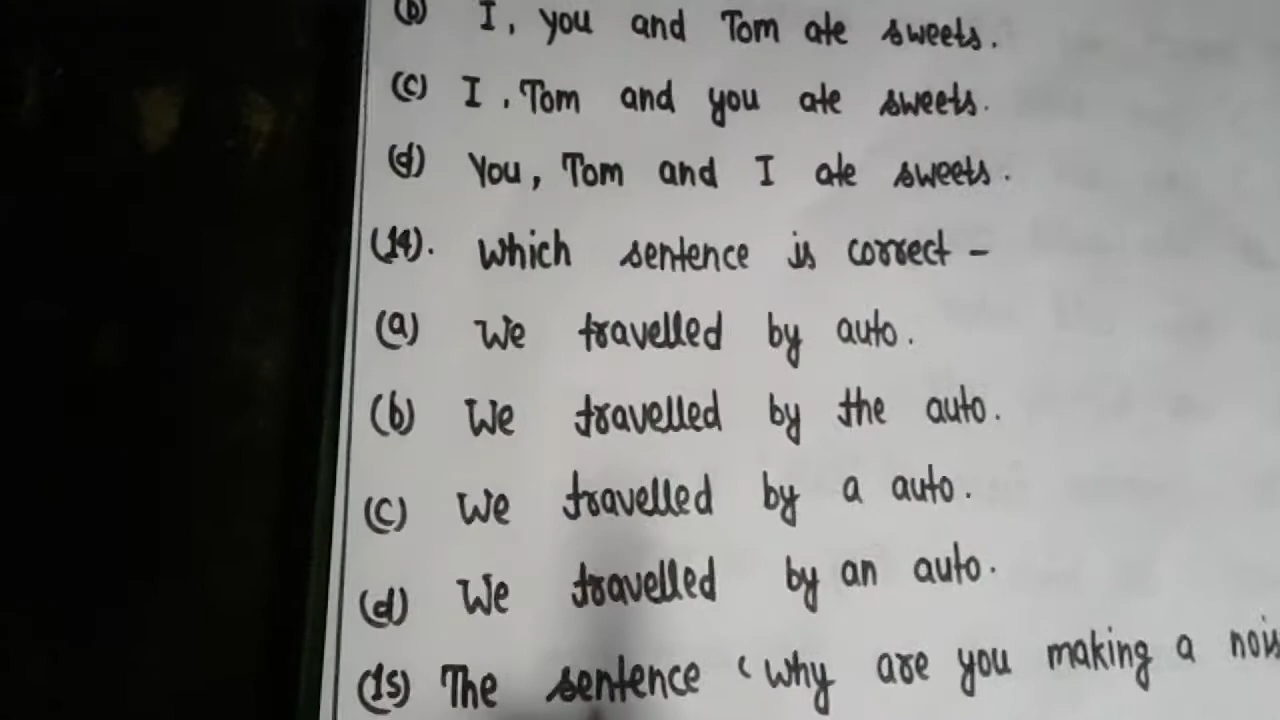 (b) I, you and Tom ate sweets.
(c) I, Tom and you ate sweets.
(d) You, Tom and I ate sweets.
(14). Which sentence is correct -
(a) We travelled by auto.
(b) We travelled by the auto.
(c) We travelled by a auto.
(d) We travelled by an auto.
(15) The sentence ‘Why are you making a nois